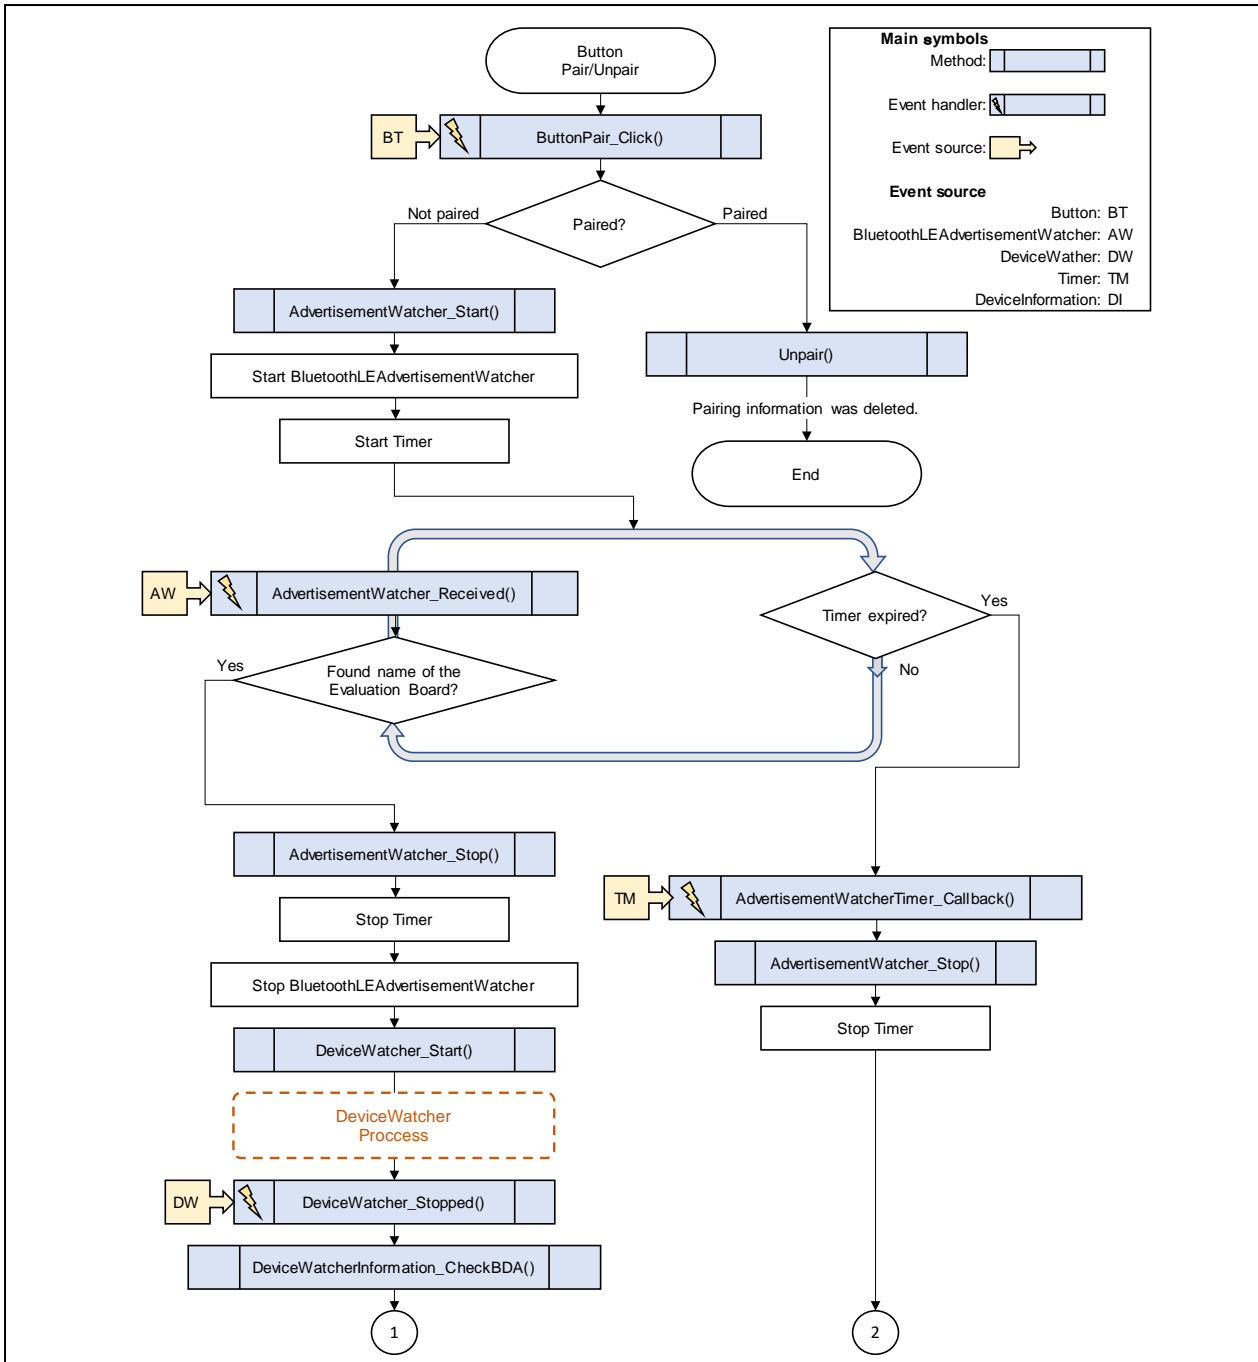 Button
Pair/Unpair
Main symbols
Method:
Event handler:
Event source:
Event source
Button: BT
BluetoothLEAdvertisementWatcher: AW
DeviceWather: DW
Timer: TM
DeviceInformation: DI
BT
ButtonPair_Click()
Not paired
Paired?
Paired
AdvertisementWatcher_Start()
Start BluetoothLEAdvertisementWatcher
Start Timer
Unpair()
Pairing information was deleted.
End
AW
AdvertisementWatcher_Received()
Timer expired?
Yes
No
Yes
Found name of the
Evaluation Board?
AdvertisementWatcher_Stop()
Stop Timer
Stop BluetoothLEAdvertisementWatcher
DeviceWatcher_Start()
DeviceWatcher
Proccess
DW
DeviceWatcher_Stopped()
DeviceWatcherInformation_CheckBDA()
1
TM
AdvertisementWatcherTimer_Callback()
AdvertisementWatcher_Stop()
Stop Timer
2